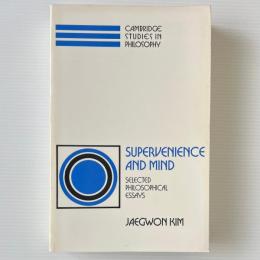 CAMBRIDGE
STUDIES IN
PHILOSOPHY
SUPERVENIENCE
AND MIND
SELECTED
PHILOSOPHICAL
ESSAYS
JAEGWON KIM